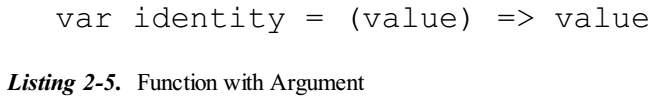 var identity = (value) => value
Listing 2-5. Function with Argument